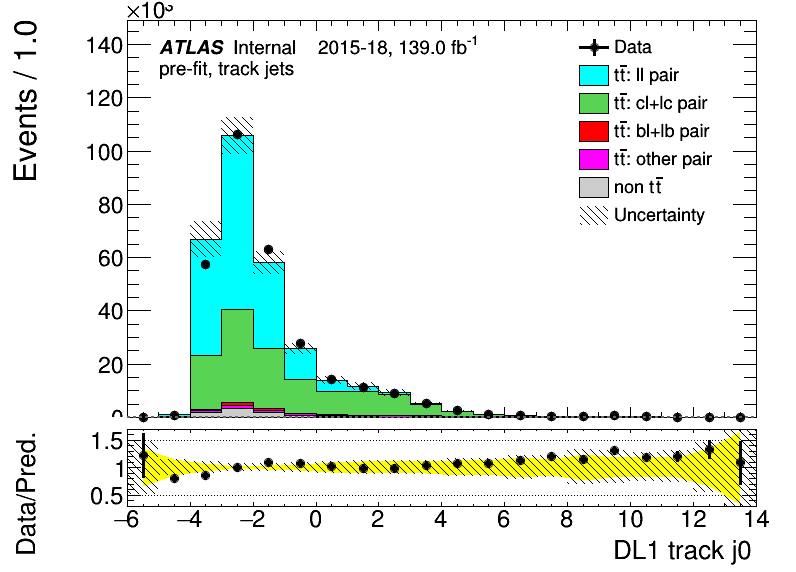 ×10³
Events / 1.0
140
120
100
80
60
40
20
0
ATLAS Internal 2015-18, 139.0 fb⁻¹
pre-fit, track jets
Data
tt̄: ll pair
tt̄: cl+lc pair
tt̄: bl+lb pair
tt̄: other pair
non tt̄
Uncertainty
Data/Pred.
1.5
1
0.5
−6 −4 −2 0 2 4 6 8 10 12 14
DL1 track j0